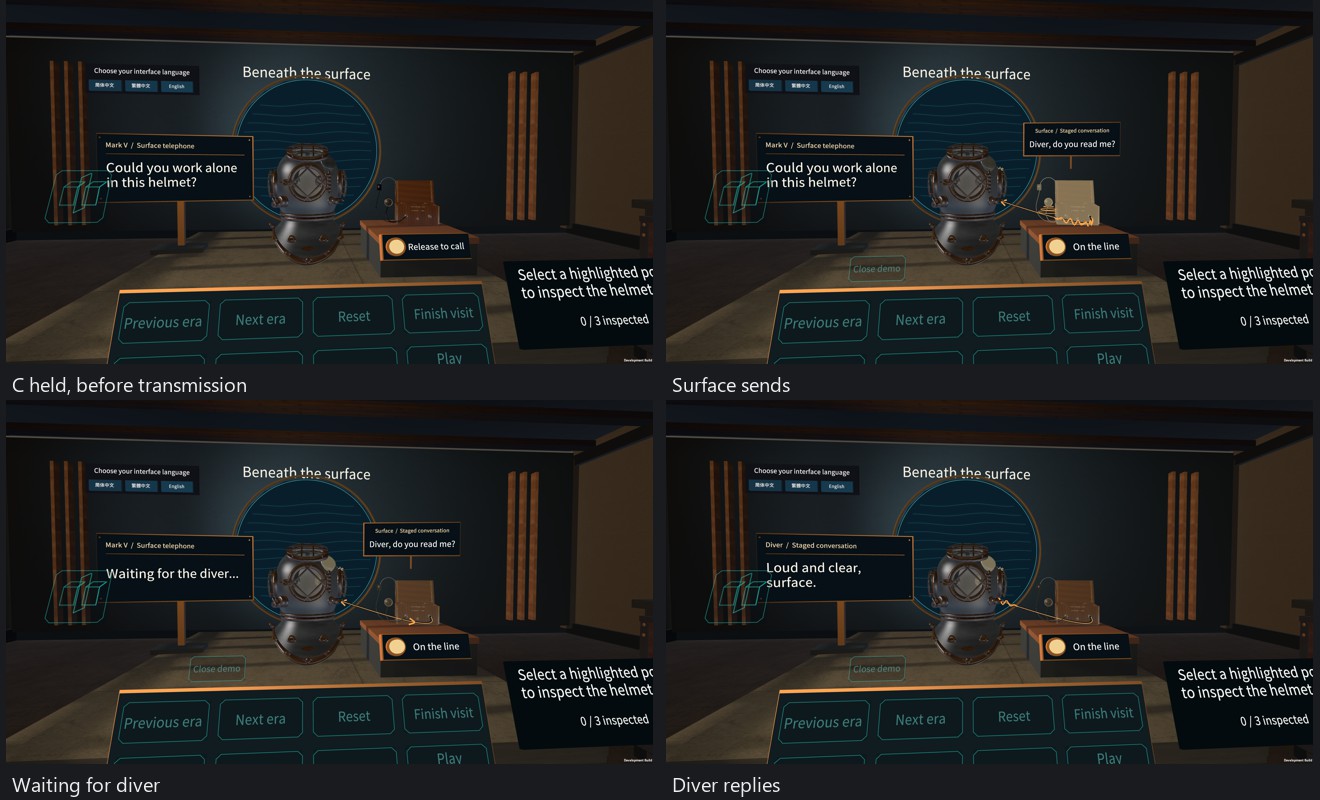 Choose your interface language
简体中文 繁體中文 English
Beneath the surface
Mark V / Surface telephone
Could you work alone
in this helmet?
Release to call
Select a highlighted po
to inspect the helmet
0 / 3 inspected
Previous era Next era Reset Finish visit
Play
Development Build
C held, before transmission
Choose your interface language
简体中文 繁體中文 English
Beneath the surface
Surface / Staged conversation
Diver, do you read me?
Mark V / Surface telephone
Could you work alone
in this helmet?
On the line
Close demo
Select a highlighted po
to inspect the helmet
0 / 3 inspected
Previous era Next era Reset Finish visit
Play
Development Build
Surface sends
Choose your interface language
简体中文 繁體中文 English
Beneath the surface
Surface / Staged conversation
Diver, do you read me?
Mark V / Surface telephone
Waiting for the diver...
On the line
Close demo
Select a highlighted po
to inspect the helmet
0 / 3 inspected
Previous era Next era Reset Finish visit
Play
Development Build
Waiting for diver
Choose your interface language
简体中文 繁體中文 English
Beneath the surface
Diver / Staged conversation
Loud and clear,
surface.
On the line
Close demo
Select a highlighted po
to inspect the helmet
0 / 3 inspected
Previous era Next era Reset Finish visit
Play
Development Build
Diver replies